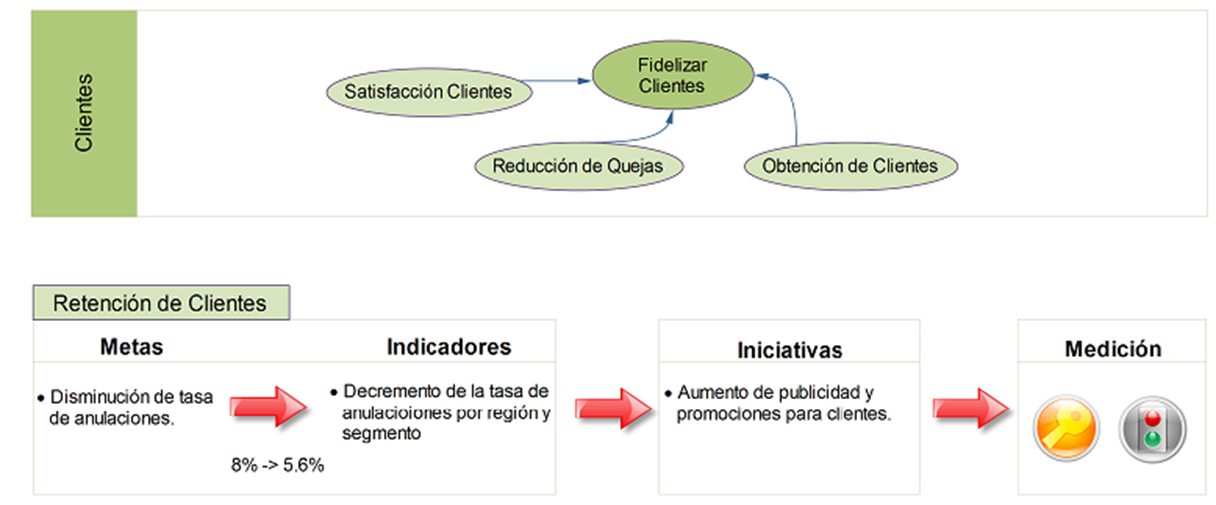 Clientes
Fidelizar
Clientes
Satisfacción Clientes
Reducción de Quejas
Obtención de Clientes
Retención de Clientes
Metas
Indicadores
Iniciativas
Medición
• Disminución de tasa
de anulaciones.
• Decremento de la tasa de
anulacioiones por región y
segmento
8% -> 5.6%
• Aumento de publicidad y
promociones para clientes.